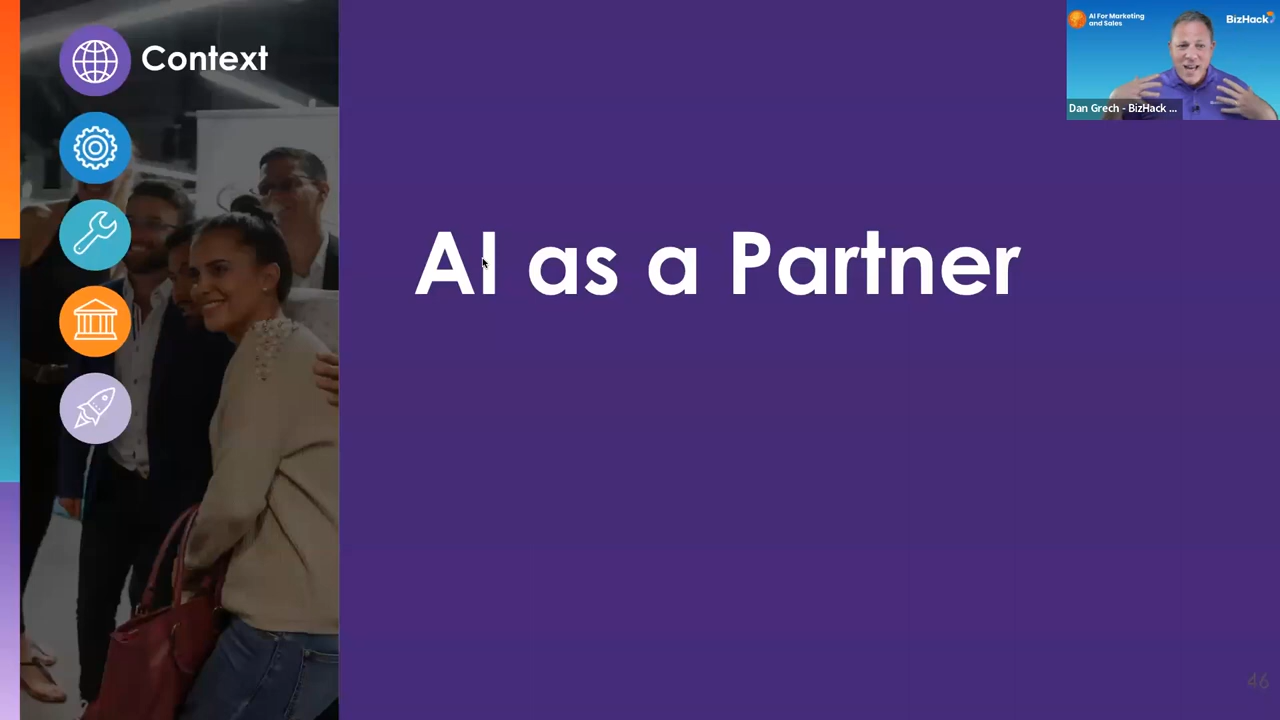 Context
AI as a Partner
AI For Marketing
and Sales
BizHack
Dan Grech - BizHack ...
46